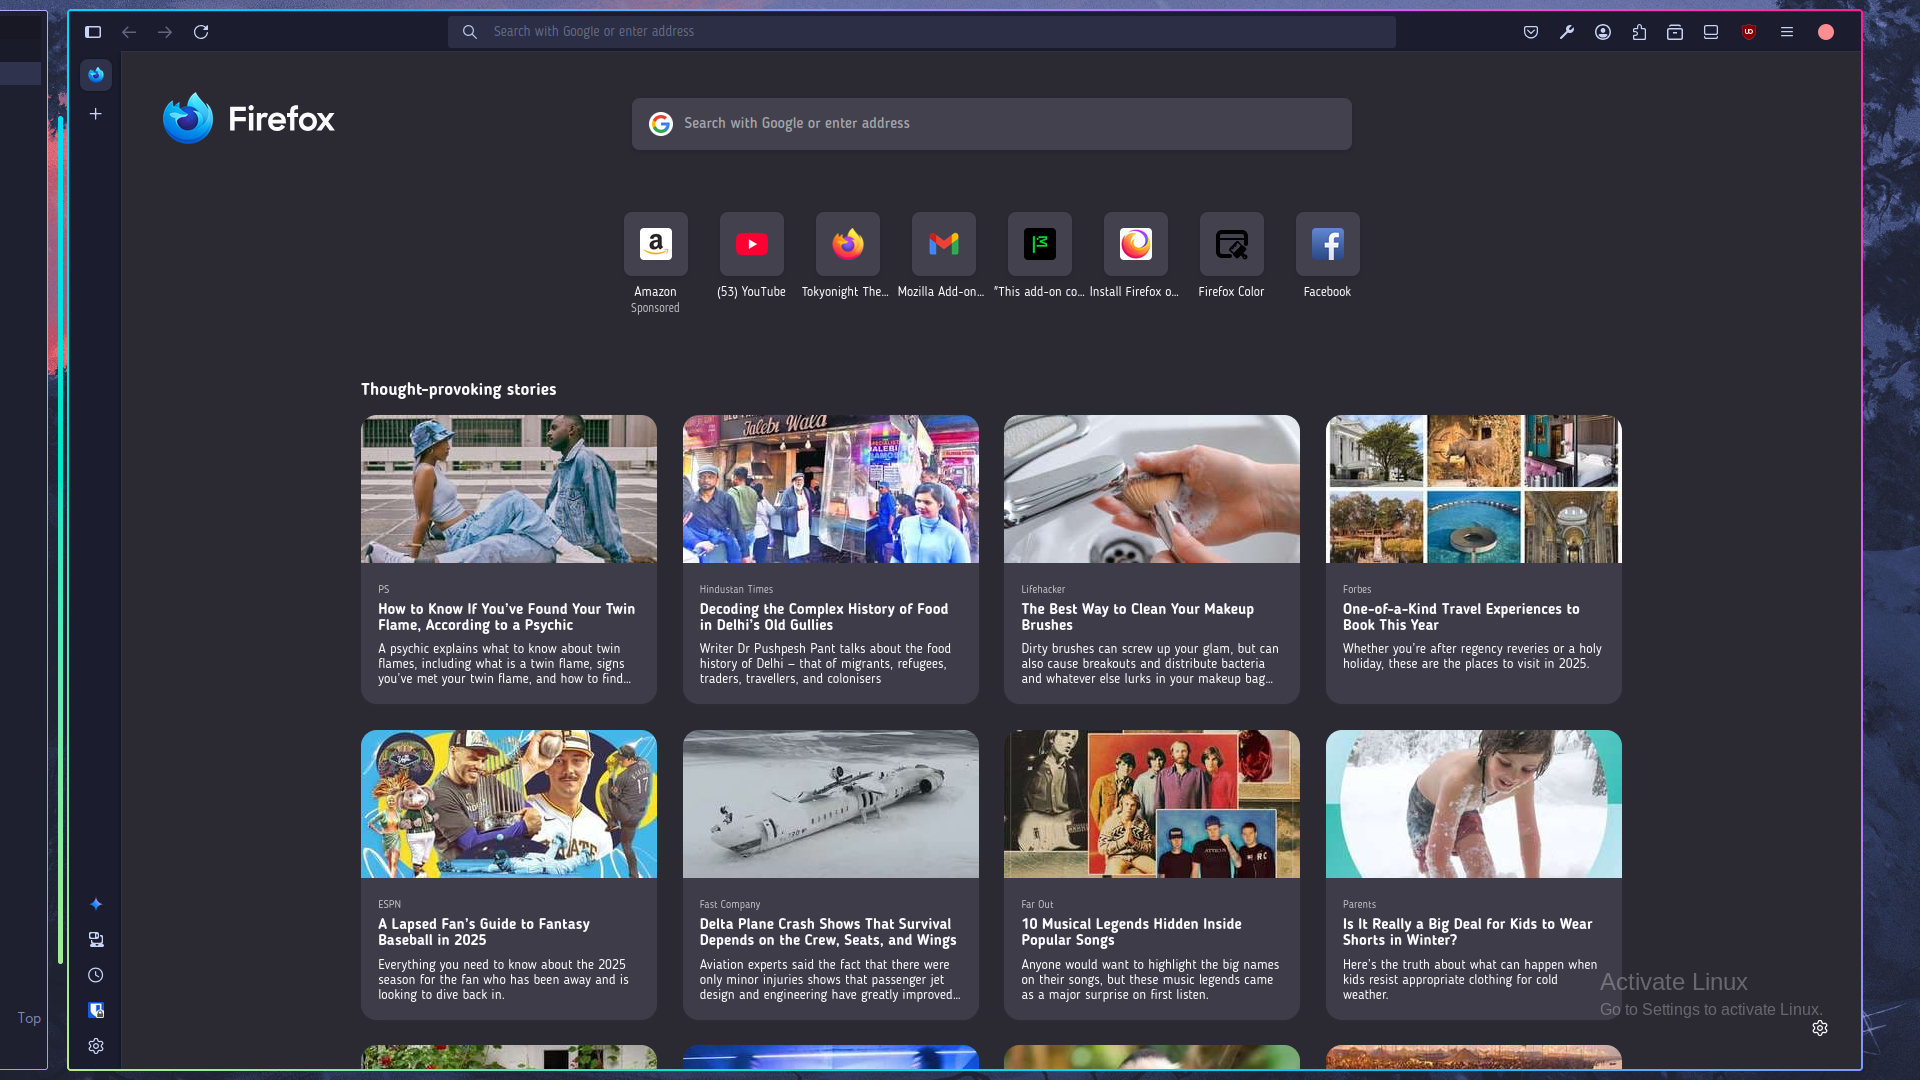 Search with Google or enter address
Firefox
Search with Google or enter address
Amazon
Sponsored
(53) YouTube
Tokyonight The...
Mozilla Add-on...
"This add-on co...
Install Firefox o...
Firefox Color
Facebook
Thought-provoking stories
Jalebi Wala
PS
How to Know If You've Found Your Twin
Flame, According to a Psychic
A psychic explains what to know about twin
flames, including what is a twin flame, signs
you've met your twin flame, and how to find...
Hindustan Times
Decoding the Complex History of Food
in Delhi's Old Gullies
Writer Dr Pushpesh Pant talks about the food
history of Delhi – that of migrants, refugees,
traders, travellers, and colonisers
Lifehacker
The Best Way to Clean Your Makeup
Brushes
Dirty brushes can screw up your glam, but can
also cause breakouts and distribute bacteria
and whatever else lurks in your makeup bag...
Forbes
One-of-a-Kind Travel Experiences to
Book This Year
Whether you're after regency reveries or a holy
holiday, these are the places to visit in 2025.
17
ESPN
A Lapsed Fan's Guide to Fantasy
Baseball in 2025
Everything you need to know about the 2025
season for the fan who has been away and is
looking to dive back in.
Fast Company
Delta Plane Crash Shows That Survival
Depends on the Crew, Seats, and Wings
Aviation experts said the fact that there were
only minor injuries shows that passenger jet
design and engineering have greatly improved...
Far Out
10 Musical Legends Hidden Inside
Popular Songs
Anyone would want to highlight the big names
on their songs, but these music legends came
as a major surprise on first listen.
Parents
Is It Really a Big Deal for Kids to Wear
Shorts in Winter?
Here's the truth about what can happen when
kids resist appropriate clothing for cold
weather.
Activate Linux
Go to Settings to activate Linux.
Top